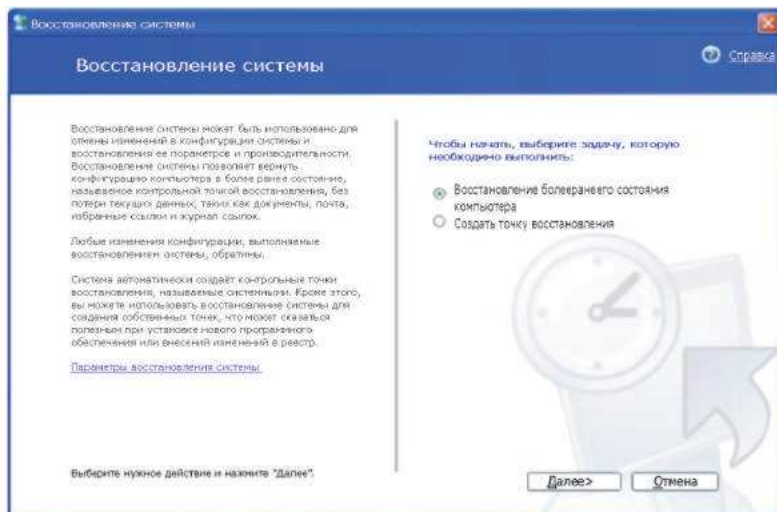 Восстановление системы
Восстановление системы
Справка
Восстановление системы может быть использовано для
отмены изменений в конфигурации системы и
восстановления ее параметров и производительности.
Восстановление системы позволяет вернуть
конфигурацию компьютера в более ранее состояние,
называемое контрольной точкой восстановления, без
потери текущих данных, таких как документы, почта,
избранные ссылки и журнал ссылок.
Любые изменения конфигурации, выполняемые
восстановлением системы, обратимы.
Система автоматически создаёт контрольные точки
восстановления, называемые системными. Кроме этого,
вы можете использовать восстановление системы для
создания собственных точек, что может сказаться
полезным при установке нового программного
обеспечения или внесений изменений в реестр.
Параметры восстановления системы
Выберите нужное действие и нажмите "Далее".
Чтобы начать, выберите задачу, которую
необходимо выполнить:
Восстановление болееранеего состояния
компьютера
Создать точку восстановления
Далее>
Отмена